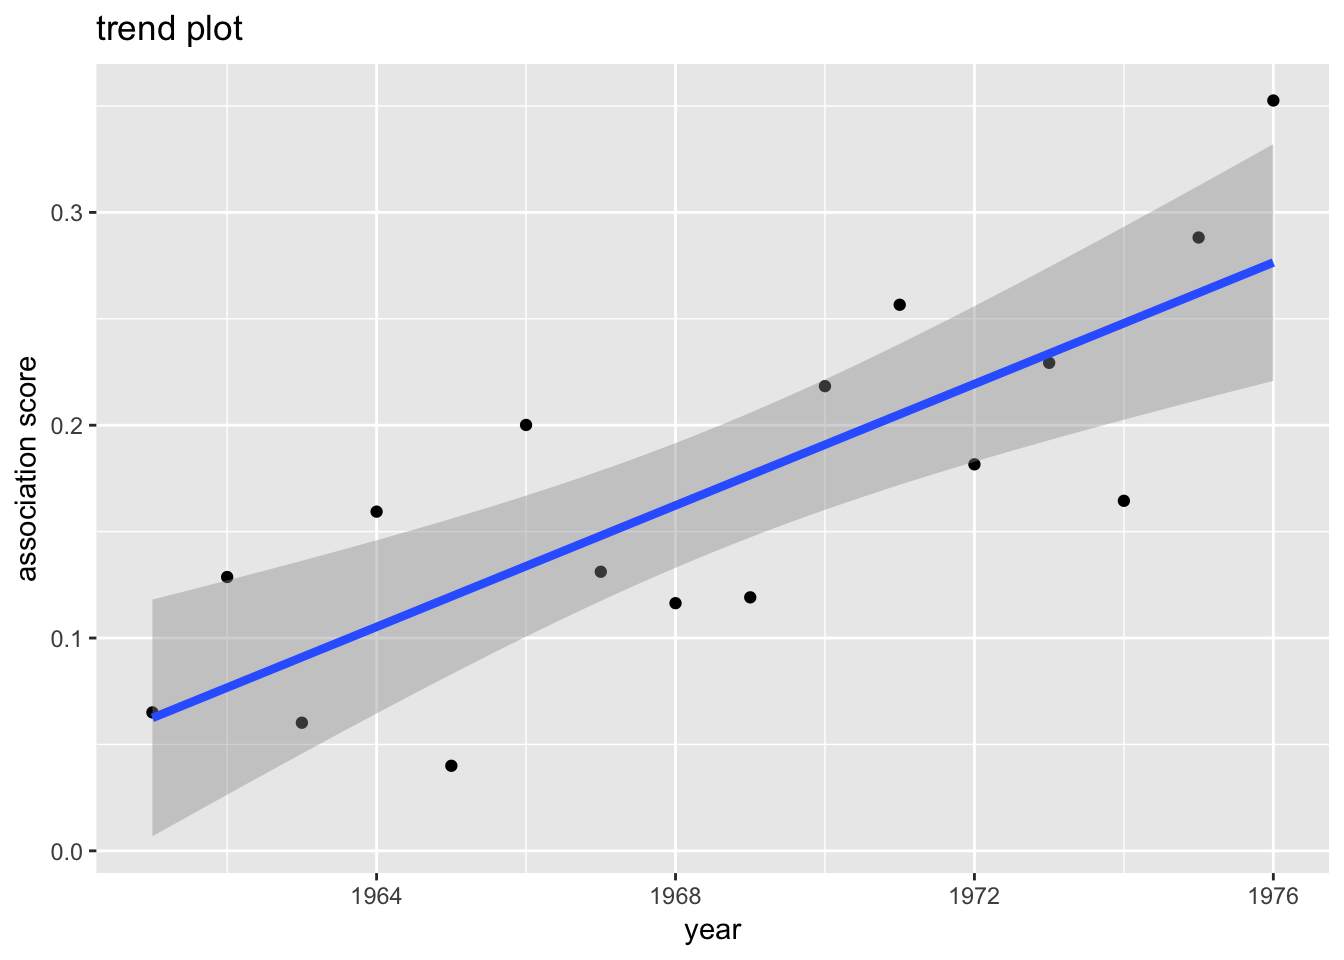 trend plot
association score
0.3
0.2
0.1
0.0
1964 1968 1972 1976
year